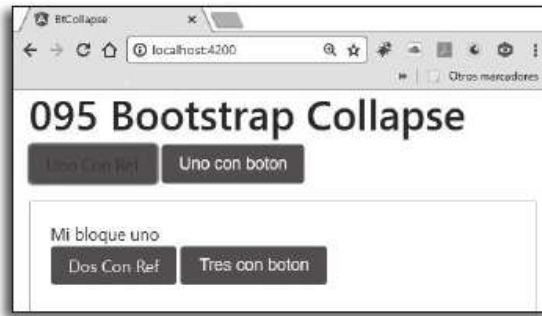 BtCollapse
localhost:4200
Otros marcadores
095 Bootstrap Collapse
Uno Con Ref
Uno con boton
Mi bloque uno
Dos Con Ref
Tres con boton